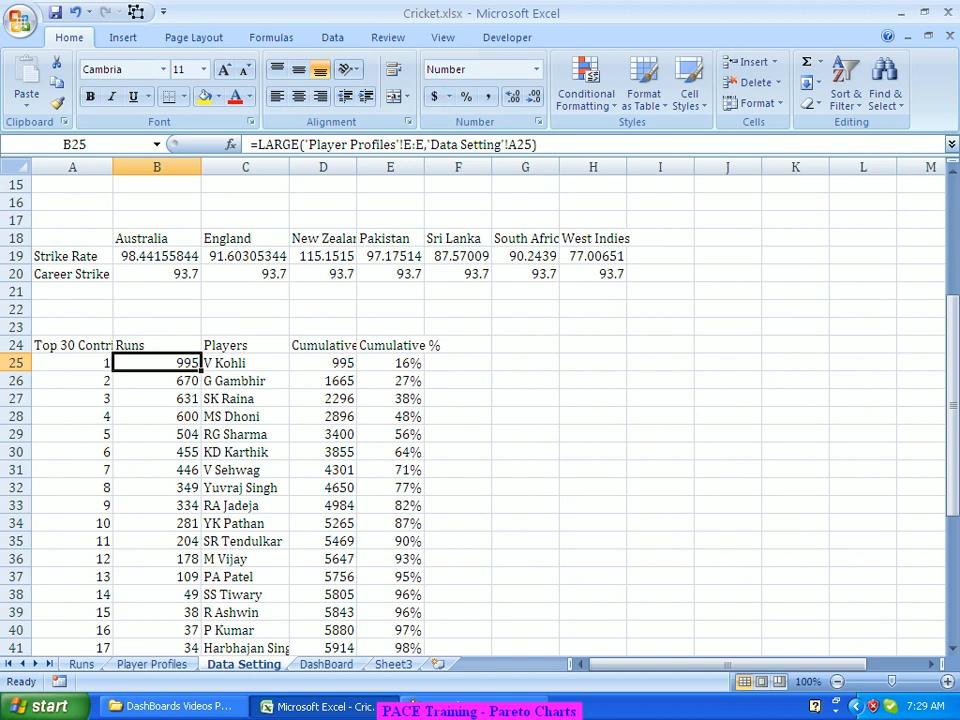 Cricket.xlsx - Microsoft Excel
Home Insert Page Layout Formulas Data Review View Developer
Paste Cambria 11 A A Number Conditional Formatting Format as Table Cell Styles Insert Delete Format Sort & Filter Find & Select
B I U A $ % , .00 .0
Clipboard Font Alignment Number Styles Cells Editing
B25 fx =LARGE('Player Profiles'!E:E,'Data Setting'!A25)
A B C D E F G H I J K L M
15
16
17
18 Australia England New Zealan Pakistan Sri Lanka South Afric West Indies
19 Strike Rate 98.44155844 91.60305344 115.1515 97.17514 87.57009 90.2439 77.00651
20 Career Strike 93.7 93.7 93.7 93.7 93.7 93.7 93.7
21
22
23
24 Top 30 Contri Runs Players Cumulative Cumulative %
25 1 995 V Kohli 995 16%
26 2 670 G Gambhir 1665 27%
27 3 631 SK Raina 2296 38%
28 4 600 MS Dhoni 2896 48%
29 5 504 RG Sharma 3400 56%
30 6 455 KD Karthik 3855 64%
31 7 446 V Sehwag 4301 71%
32 8 349 Yuvraj Singh 4650 77%
33 9 334 RA Jadeja 4984 82%
34 10 281 YK Pathan 5265 87%
35 11 204 SR Tendulkar 5469 90%
36 12 178 M Vijay 5647 93%
37 13 109 PA Patel 5756 95%
38 14 49 SS Tiwary 5805 96%
39 15 38 R Ashwin 5843 96%
40 16 37 P Kumar 5880 97%
41 17 34 Harbhajan Sing 5914 98%
Runs Player Profiles Data Setting DashBoard Sheet3
Ready 100%
start DashBoards Videos P... Microsoft Excel - Cric... 7:29 AM
PACE Training - Pareto Charts